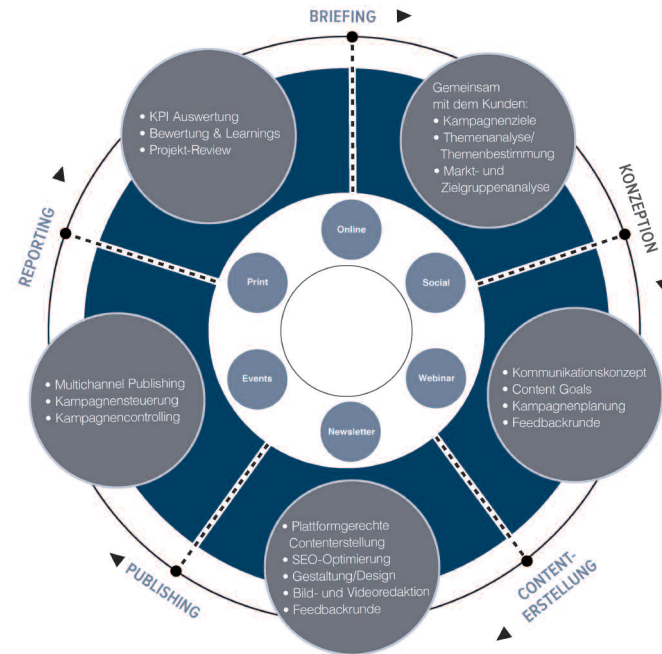 BRIEFING
Gemeinsam
mit dem Kunden:
• Kampagnenziele
• Themenanalyse/
Themenbestimmung
• Markt- und
Zielgruppenanalyse
KONZEPTION
• Kommunikationskonzept
• Content Goals
• Kampagnenplanung
• Feedbackrunde
CONTENT-
ERSTELLUNG
• Plattformgerechte
Contenterstellung
• SEO-Optimierung
• Gestaltung/Design
• Bild- und Videoredaktion
• Feedbackrunde
PUBLISHING
• Multichannel Publishing
• Kampagnensteuerung
• Kampagnencontrolling
REPORTING
• KPI Auswertung
• Bewertung & Learnings
• Projekt-Review
Online
Social
Webinar
Newsletter
Events
Print